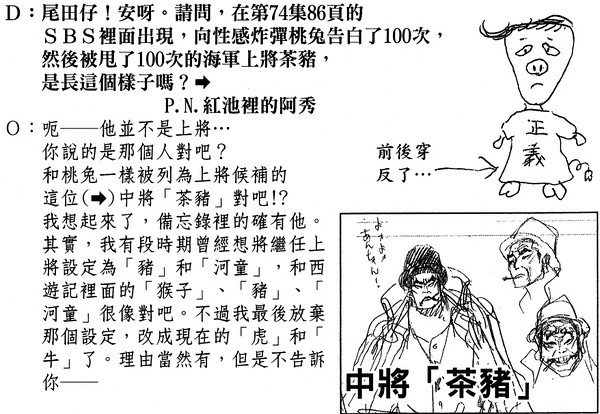 D：尾田仔！安呀。請問，在第74集86頁的
ＳＢＳ裡面出現，向性感炸彈桃兔告白了100次，
然後被甩了100次的海軍上將茶豬，
是長這個樣子嗎？➡
P.N.紅池裡的阿秀
O：呃——他並不是上將…
你說的是那個人對吧？
和桃兔一樣被列為上將候補的
這位(➡)中將「茶豬」對吧!?
我想起來了，備忘錄裡的確有他。
其實，我有段時期曾經想將繼任上
將設定為「豬」和「河童」，和西
遊記裡面的「猴子」、「豬」、「
河童」很像對吧。不過我最後放棄
那個設定，改成現在的「虎」和「
牛」了。理由當然有，但是不告訴
你——
正義
前後穿
反了…
よォよォ
あんちゃん！
中將「茶豬」